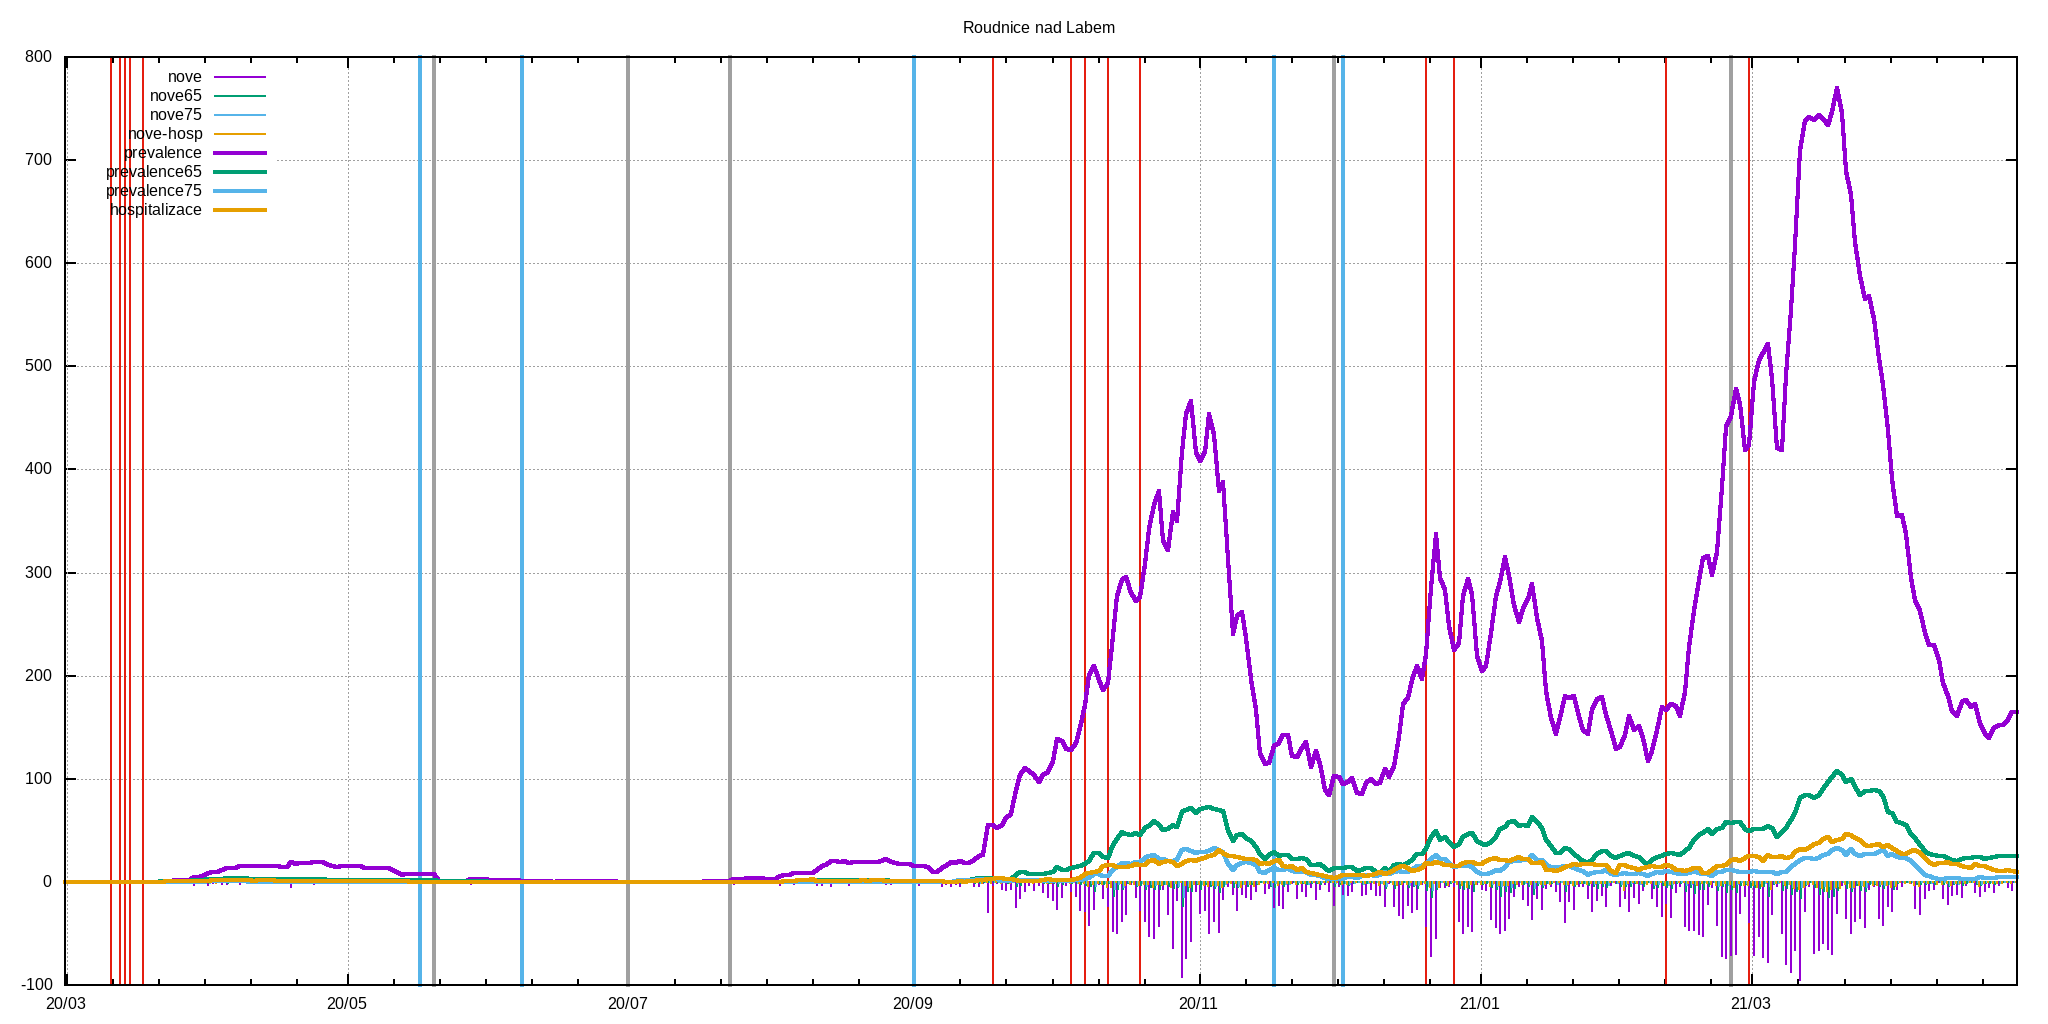 Roudnice nad Labem
800
700
600
500
400
300
200
100
0
-100
nove
nove65
nove75
nove-hosp
prevalence
prevalence65
prevalence75
hospitalizace
20/03 20/05 20/07 20/09 20/11 21/01 21/03